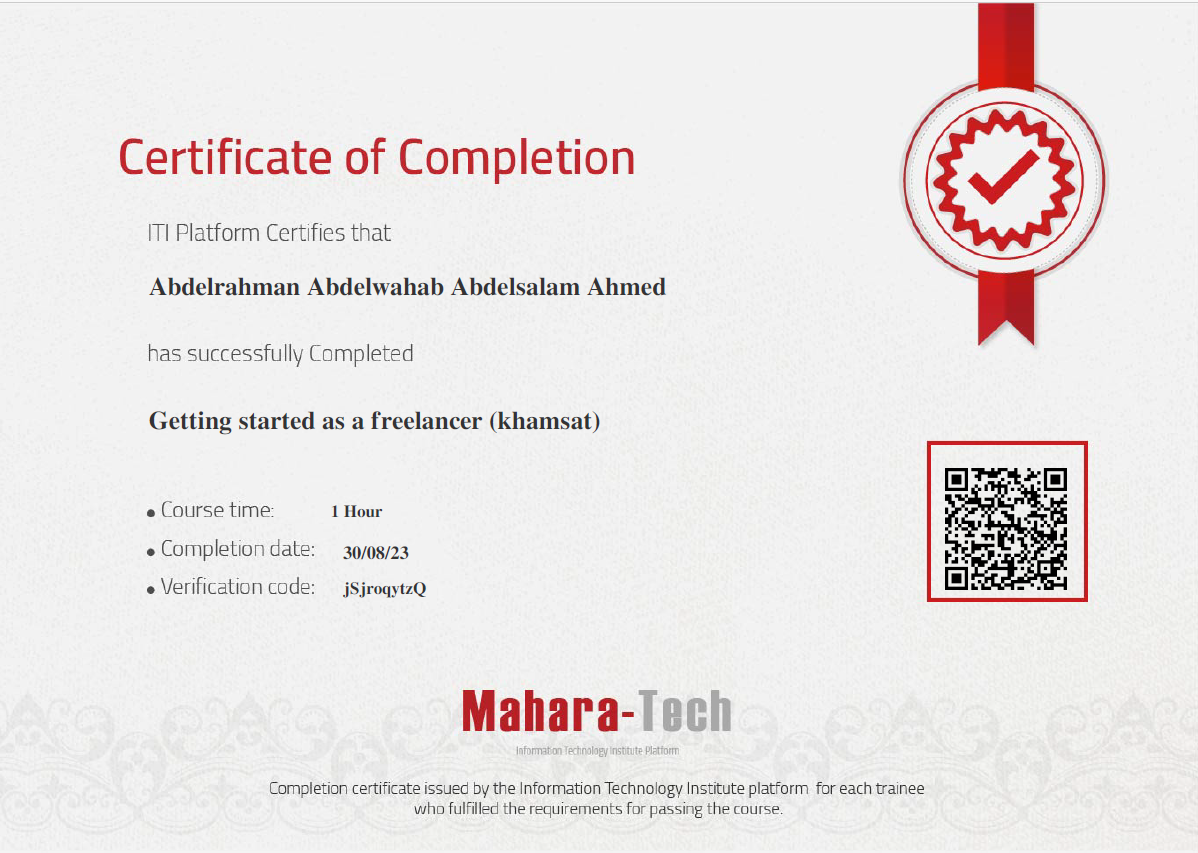 Certificate of Completion
ITI Platform Certifies that
Abdelrahman Abdelwahab Abdelsalam Ahmed
has successfully Completed
Getting started as a freelancer (khamsat)
• Course time: 1 Hour
• Completion date: 30/08/23
• Verification code: jSjroqytzQ
Mahara-Tech
Information Technology Institute Platform
Completion certificate issued by the Information Technology Institute platform for each trainee
who fulfilled the requirements for passing the course.